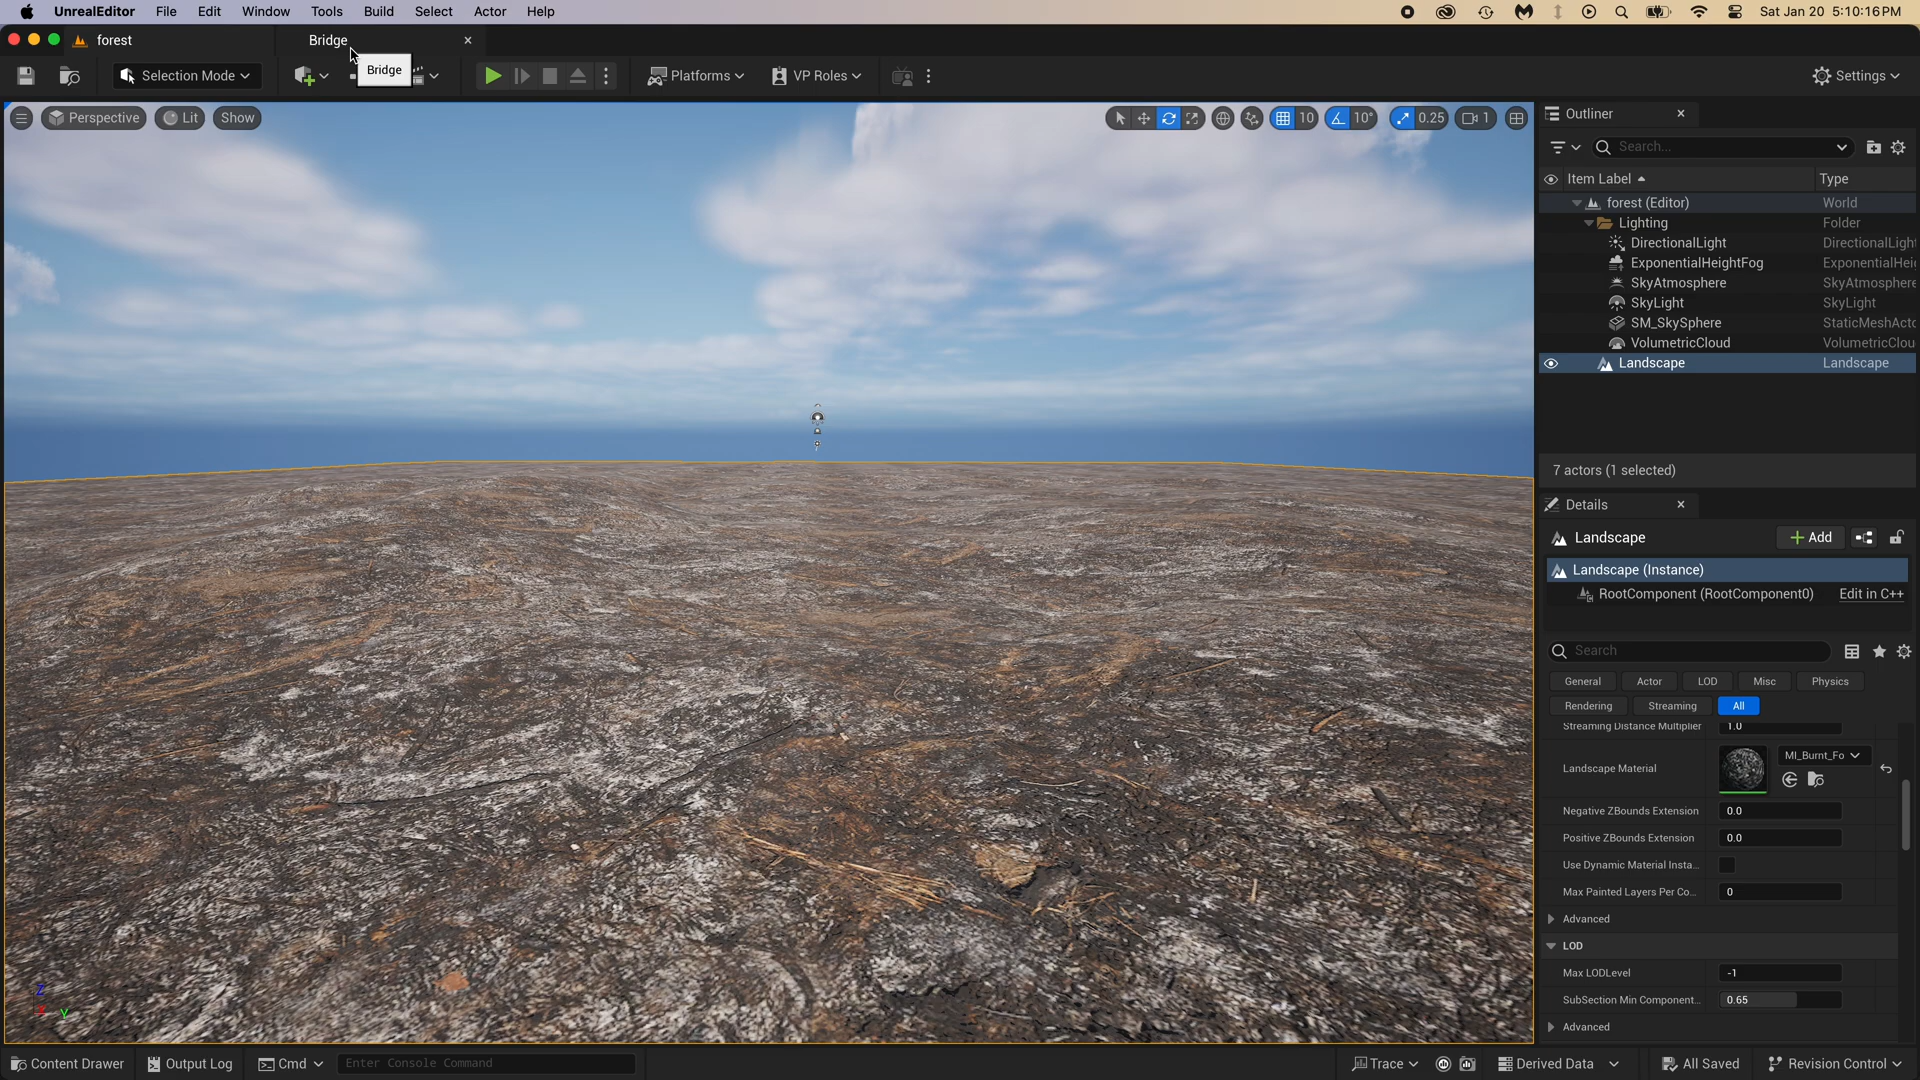 UnrealEditor File Edit Window Tools Build Select Actor Help
Sat Jan 20 5:10:16 PM
forest
Bridge
Bridge
Selection Mode
Platforms
VP Roles
Settings
Perspective
Lit
Show
10
10°
0.25
1
Outliner
Search...
Item Label
Type
forest (Editor) World
Lighting Folder
DirectionalLight DirectionalLight
ExponentialHeightFog ExponentialHei
SkyAtmosphere SkyAtmosphere
SkyLight SkyLight
SM_SkySphere StaticMeshActo
VolumetricCloud VolumetricClou
Landscape Landscape
7 actors (1 selected)
Details
Landscape
Add
Landscape (Instance)
RootComponent (RootComponent0) Edit in C++
Search
General Actor LOD Misc Physics
Rendering Streaming All
Streaming Distance Multiplier 1.0
Landscape Material
MI_Burnt_Fo
Negative ZBounds Extension 0.0
Positive ZBounds Extension 0.0
Use Dynamic Material Insta...
Max Painted Layers Per Co... 0
Advanced
LOD
Max LODLevel -1
SubSection Min Component... 0.65
Advanced
Z
X
Y
Content Drawer
Output Log
Cmd
Enter Console Command
Trace
Derived Data
All Saved
Revision Control